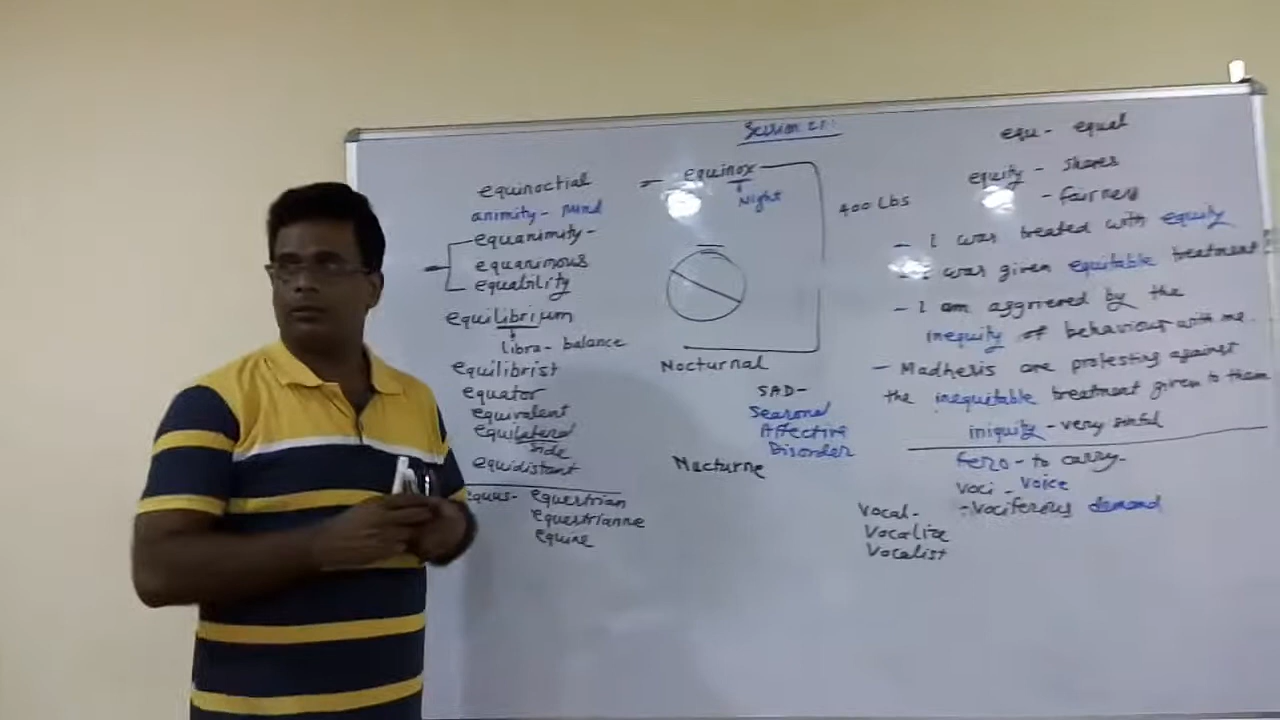 Session 21:
equinoctial
animity - mind
equanimity -
equanimous
equability
equilibrium
libra - balance
equilibrist
equator
equivalent
equilateral
side
equidistant
equus - equestrian
equestrianne
equine
equinox
Night
400 Lbs
Nocturnal
SAD -
Seasonal
Affective
Disorder
Nocturne
equ - equal
equity - shares
- fairness
- I was treated with equity
- I was given equitable treatment
- I am aggrieved by the
inequity of behaviour with me.
- Madhesis are protesting against
the inequitable treatment given to them
iniquity - very sinful
fero - to carry -
voci - voice
- vociferous demand
vocal -
vocalize
vocalist